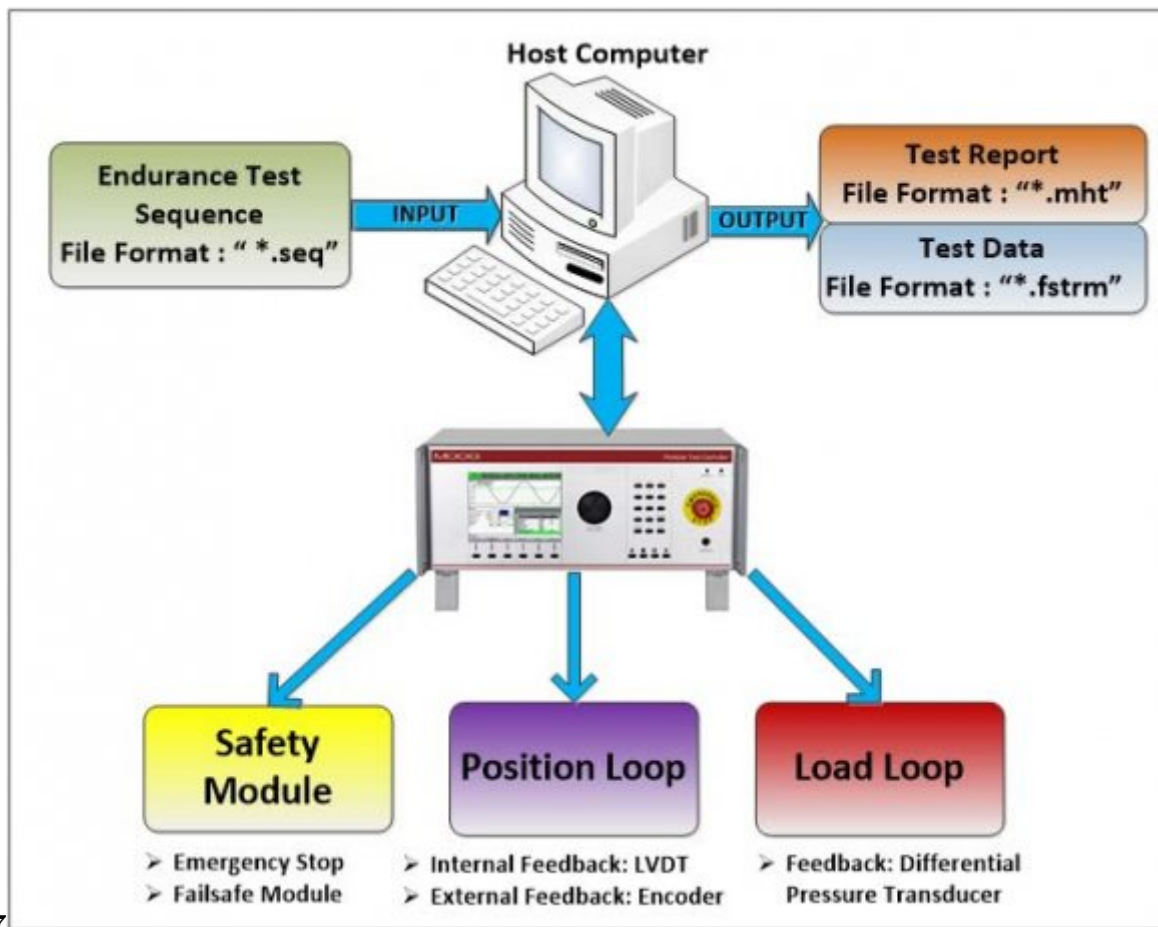 Host Computer
Endurance Test
Sequence
File Format : “ *.seq”
INPUT
OUTPUT
Test Report
File Format : “*.mht”
Test Data
File Format : “*.fstrm”
MOOG
Safety
Module
➢ Emergency Stop
➢ Failsafe Module
Position Loop
➢ Internal Feedback: LVDT
➢ External Feedback: Encoder
Load Loop
➢ Feedback: Differential
Pressure Transducer